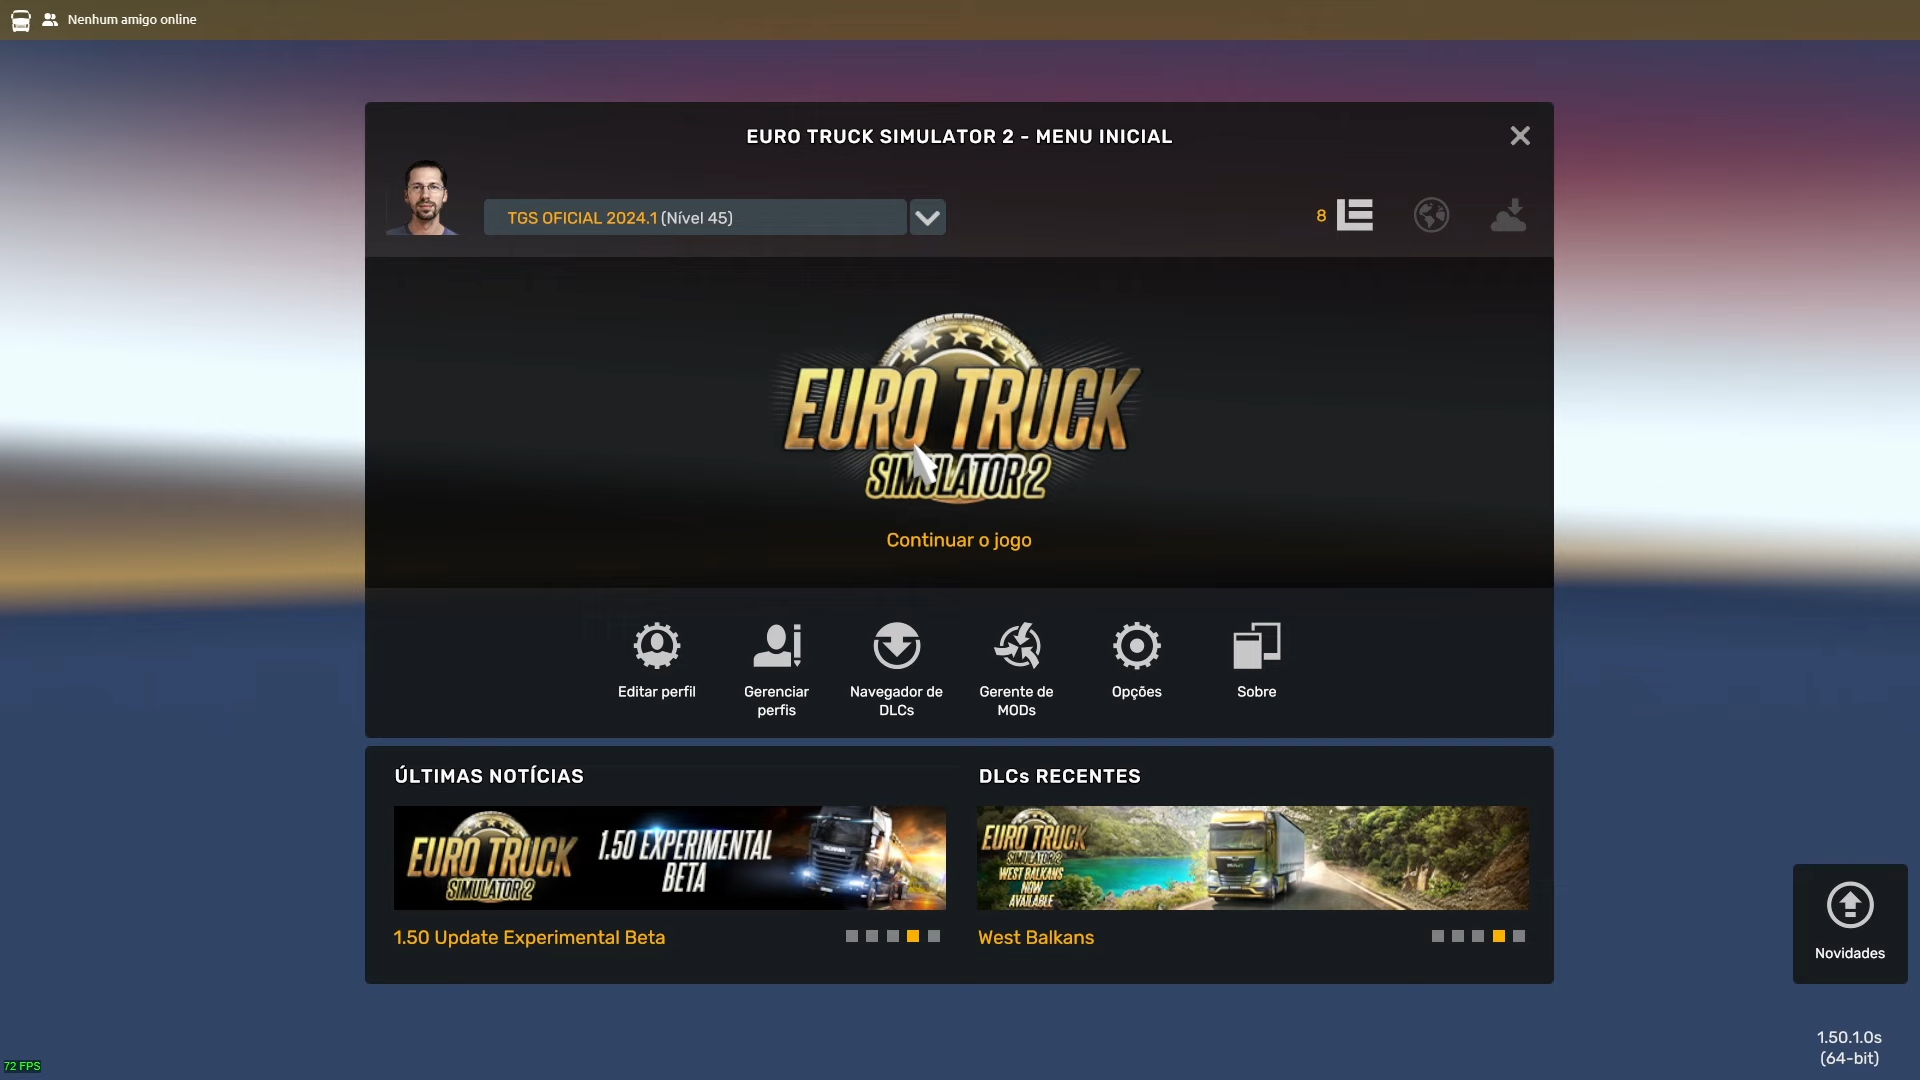 Nenhum amigo online
EURO TRUCK SIMULATOR 2 - MENU INICIAL
TGS OFICIAL 2024.1 (Nível 45)
8
EURO TRUCK
SIMULATOR 2
Continuar o jogo
Editar perfil
Gerenciar
perfis
Navegador de
DLCs
Gerente de
MODs
Opções
Sobre
ÚLTIMAS NOTÍCIAS
EURO TRUCK
SIMULATOR 2
1.50 EXPERIMENTAL
BETA
1.50 Update Experimental Beta
DLCs RECENTES
EURO TRUCK
SIMULATOR 2
WEST BALKANS
NOW
AVAILABLE
West Balkans
Novidades
1.50.1.0s
(64-bit)
72 FPS